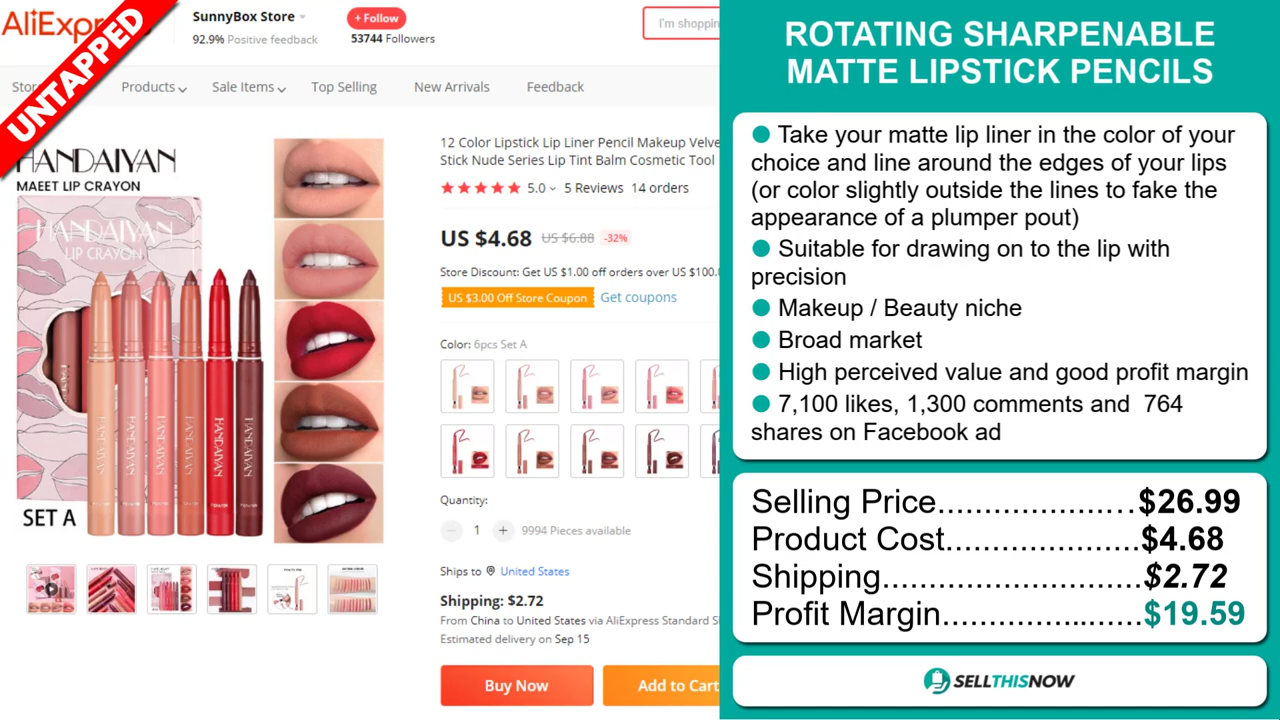 AliExpr
UNTAPPED
SunnyBox Store
92.9% Positive feedback
+ Follow
53744 Followers
I'm shoppin
Stor
Products
Sale Items
Top Selling
New Arrivals
Feedback
HANDAIYAN
MAEET LIP CRAYON
HANDAIYAN
LIP CRAYON
HANDAIYAN
HANDAIYAN
HANDAIYAN
HANDAIYAN
HANDAIYAN
HANDAIYAN
SET A
12 Color Lipstick Lip Liner Pencil Makeup Velve
Stick Nude Series Lip Tint Balm Cosmetic Tool
5.0 5 Reviews 14 orders
US $4.68 US $6.88 -32%
Store Discount: Get US $1.00 off orders over US $100.0
US $3.00 Off Store Coupon Get coupons
Color: 6pcs Set A
Quantity:
1 + 9994 Pieces available
Ships to United States
Shipping: $2.72
From China to United States via AliExpress Standard S
Estimated delivery on Sep 15
Buy Now
Add to Cart
ROTATING SHARPENABLE
MATTE LIPSTICK PENCILS
● Take your matte lip liner in the color of your
choice and line around the edges of your lips
(or color slightly outside the lines to fake the
appearance of a plumper pout)
● Suitable for drawing on to the lip with
precision
● Makeup / Beauty niche
● Broad market
● High perceived value and good profit margin
● 7,100 likes, 1,300 comments and 764
shares on Facebook ad
Selling Price.....................$26.99
Product Cost.....................$4.68
Shipping............................$2.72
Profit Margin......................$19.59
SELLTHISNOW